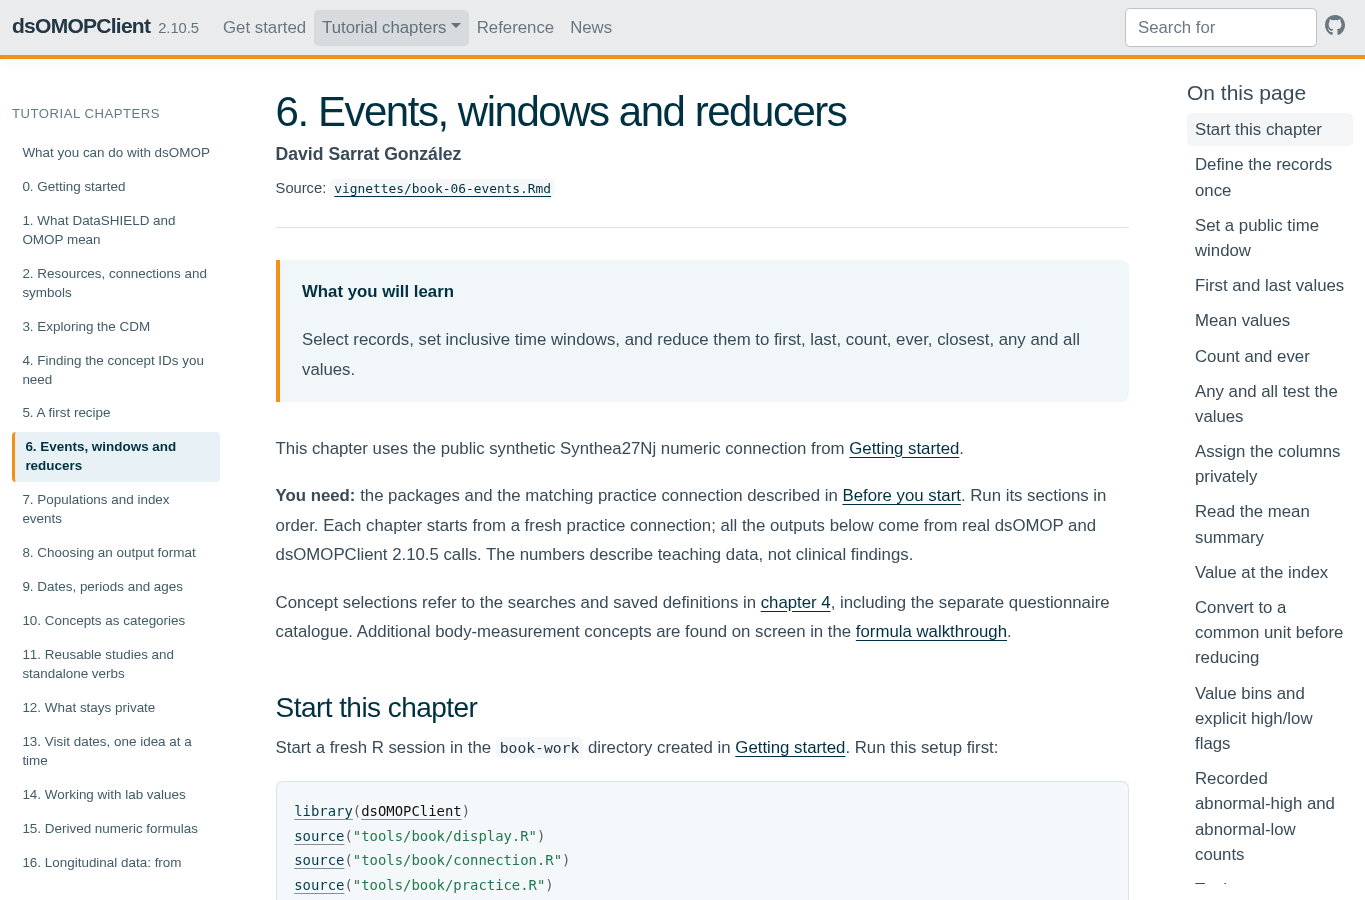 dsOMOPClient 2.10.5 Get started Tutorial chapters Reference News Search for
TUTORIAL CHAPTERS
What you can do with dsOMOP
0. Getting started
1. What DataSHIELD and
OMOP mean
2. Resources, connections and
symbols
3. Exploring the CDM
4. Finding the concept IDs you
need
5. A first recipe
6. Events, windows and
reducers
7. Populations and index
events
8. Choosing an output format
9. Dates, periods and ages
10. Concepts as categories
11. Reusable studies and
standalone verbs
12. What stays private
13. Visit dates, one idea at a
time
14. Working with lab values
15. Derived numeric formulas
16. Longitudinal data: from
6. Events, windows and reducers
David Sarrat González
Source: vignettes/book-06-events.Rmd
What you will learn
Select records, set inclusive time windows, and reduce them to first, last, count, ever, closest, any and all
values.
This chapter uses the public synthetic Synthea27Nj numeric connection from Getting started.
You need: the packages and the matching practice connection described in Before you start. Run its sections in
order. Each chapter starts from a fresh practice connection; all the outputs below come from real dsOMOP and
dsOMOPClient 2.10.5 calls. The numbers describe teaching data, not clinical findings.
Concept selections refer to the searches and saved definitions in chapter 4, including the separate questionnaire
catalogue. Additional body-measurement concepts are found on screen in the formula walkthrough.
Start this chapter
Start a fresh R session in the book-work directory created in Getting started. Run this setup first:
library(dsOMOPClient)
source("tools/book/display.R")
source("tools/book/connection.R")
source("tools/book/practice.R")
On this page
Start this chapter
Define the records
once
Set a public time
window
First and last values
Mean values
Count and ever
Any and all test the
values
Assign the columns
privately
Read the mean
summary
Value at the index
Convert to a
common unit before
reducing
Value bins and
explicit high/low
flags
Recorded
abnormal-high and
abnormal-low
counts